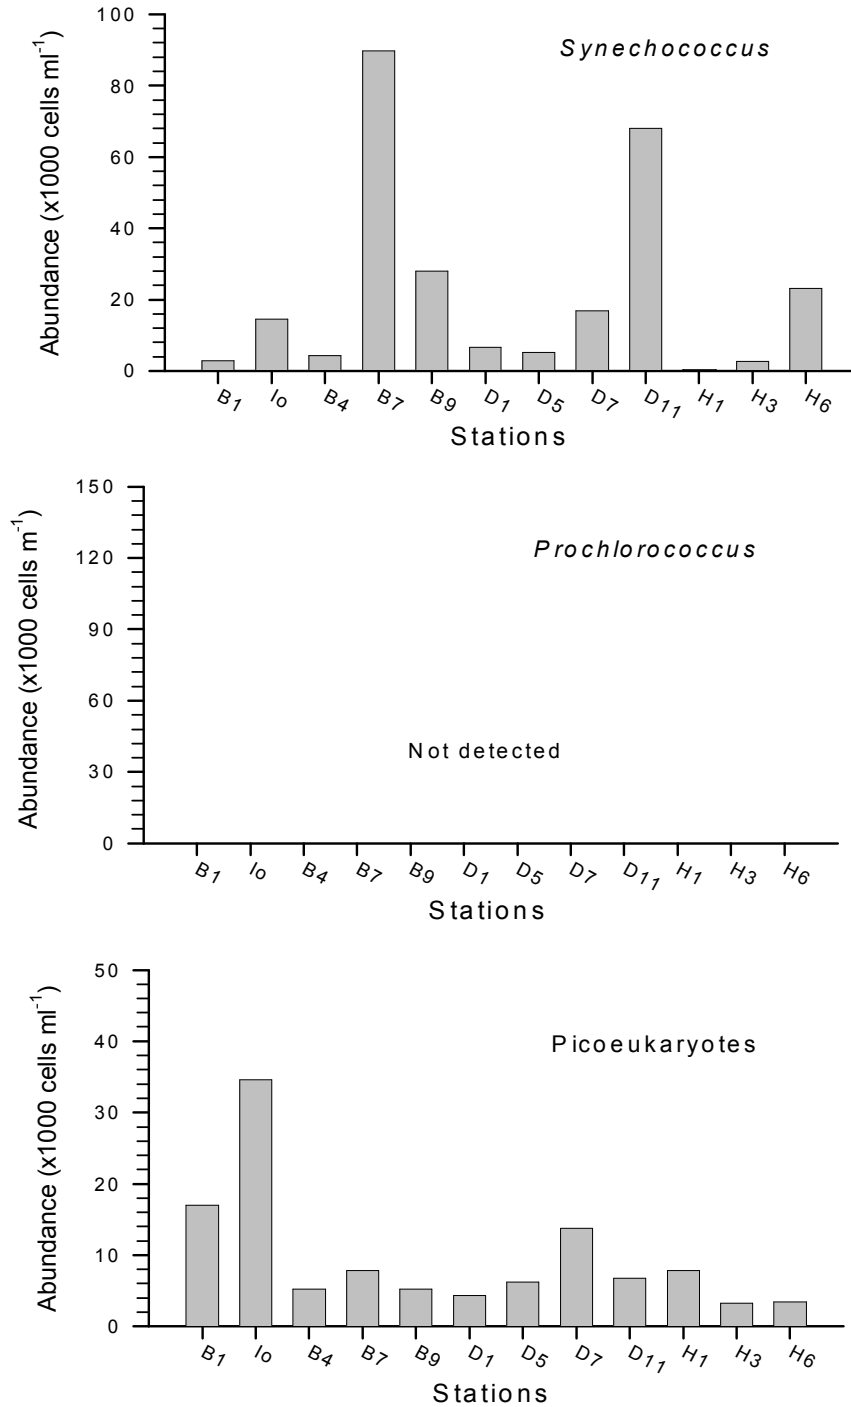 Synechococcus
Abundance (x1000 cells ml⁻¹)
100
80
60
40
20
0
B1 Io B4 B7 B9 D1 D5 D7 D11 H1 H3 H6
Stations
Prochlorococcus
Abundance (x1000 cells m⁻¹)
150
120
90
60
30
0
Not detected
B1 Io B4 B7 B9 D1 D5 D7 D11 H1 H3 H6
Stations
Picoeukaryotes
Abundance (x1000 cells ml⁻¹)
50
40
30
20
10
0
B1 Io B4 B7 B9 D1 D5 D7 D11 H1 H3 H6
Stations